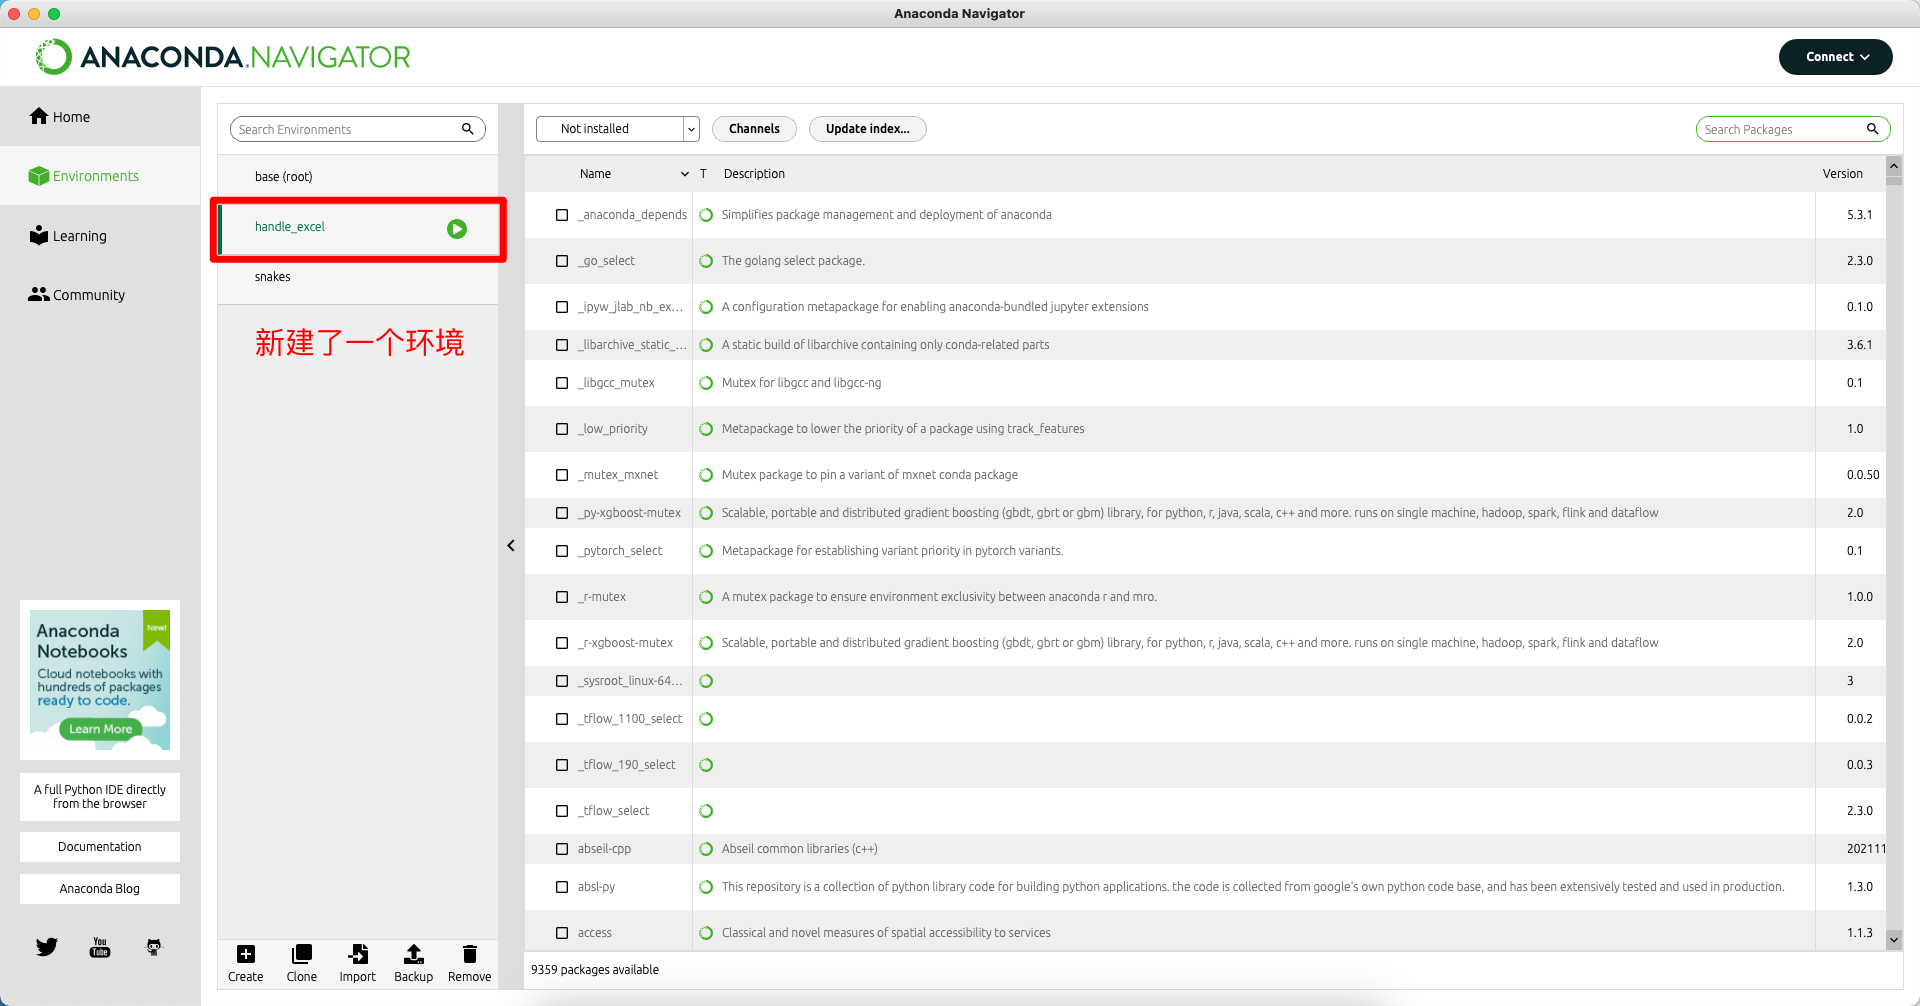 Anaconda Navigator
ANACONDA.NAVIGATOR
Connect
Home
Environments
Learning
Community
Anaconda Notebooks
New!
Cloud notebooks with
hundreds of packages
ready to code.
Learn More
A full Python IDE directly
from the browser
Documentation
Anaconda Blog
You
Tube
Search Environments
base (root)
handle_excel
snakes
新建了一个环境
Create
Clone
Import
Backup
Remove
Not installed
Channels
Update index...
Search Packages
Name T Description Version
_anaconda_depends Simplifies package management and deployment of anaconda 5.3.1
_go_select The golang select package. 2.3.0
_ipyw_jlab_nb_ex... A configuration metapackage for enabling anaconda-bundled jupyter extensions 0.1.0
_libarchive_static_... A static build of libarchive containing only conda-related parts 3.6.1
_libgcc_mutex Mutex for libgcc and libgcc-ng 0.1
_low_priority Metapackage to lower the priority of a package using track_features 1.0
_mutex_mxnet Mutex package to pin a variant of mxnet conda package 0.0.50
_py-xgboost-mutex Scalable, portable and distributed gradient boosting (gbdt, gbrt or gbm) library, for python, r, java, scala, c++ and more. runs on single machine, hadoop, spark, flink and dataflow 2.0
_pytorch_select Metapackage for establishing variant priority in pytorch variants. 0.1
_r-mutex A mutex package to ensure environment exclusivity between anaconda r and mro. 1.0.0
_r-xgboost-mutex Scalable, portable and distributed gradient boosting (gbdt, gbrt or gbm) library, for python, r, java, scala, c++ and more. runs on single machine, hadoop, spark, flink and dataflow 2.0
_sysroot_linux-64... 3
_tflow_1100_select 0.0.2
_tflow_190_select 0.0.3
_tflow_select 2.3.0
abseil-cpp Abseil common libraries (c++) 202111
absl-py This repository is a collection of python library code for building python applications. the code is collected from google's own python code base, and has been extensively tested and used in production. 1.3.0
access Classical and novel measures of spatial accessibility to services 1.1.3
9359 packages available